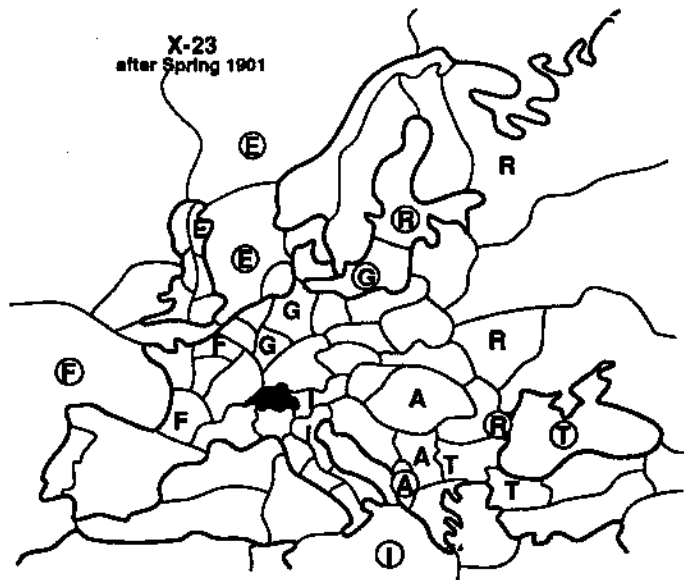 X-23
after Spring 1901
E
R
E
R
E
G
G
F G R
F
I A
F I R T
A T
A T
I